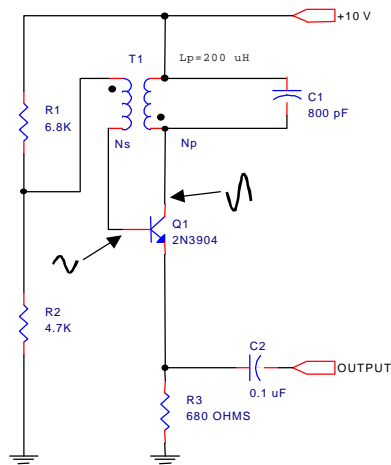 +10 V
T1
Lp=200 uH
R1
6.8K
C1
800 pF
Ns
Np
Q1
2N3904
R2
4.7K
C2
OUTPUT
0.1 uF
R3
680 OHMS